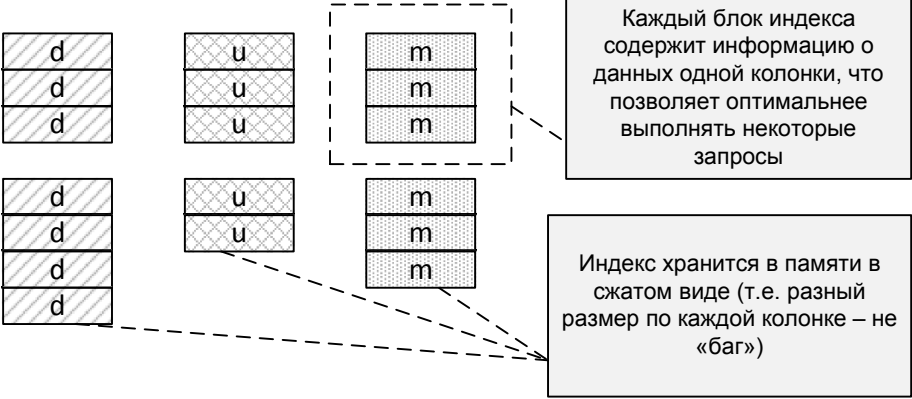 Каждый блок индекса
содержит информацию о
данных одной колонки, что
позволяет оптимальнее
выполнять некоторые
запросы
d u m
d u m
d u m
d u m
d u m
d m
d
Индекс хранится в памяти в
сжатом виде (т.е. разный
размер по каждой колонке – не
«баг»)